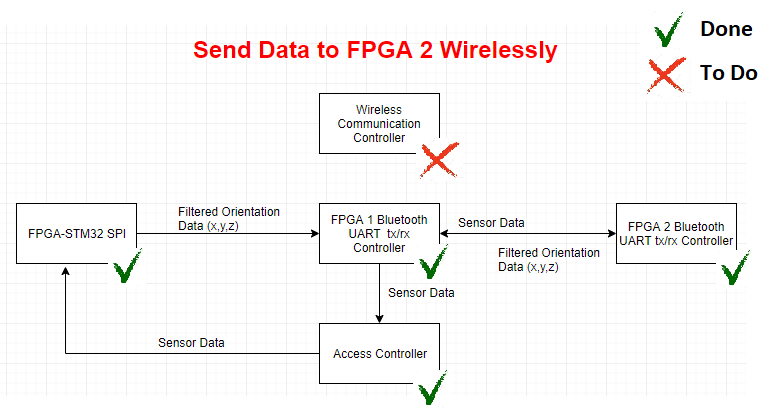 Send Data to FPGA 2 Wirelessly
Done
To Do
Wireless
Communication
Controller
FPGA-STM32 SPI
Filtered Orientation
Data (x,y,z)
FPGA 1 Bluetooth
UART tx/rx
Controller
Sensor Data
Filtered Orientation
Data (x,y,z)
FPGA 2 Bluetooth
UART tx/rx Controller
Sensor Data
Sensor Data
Access Controller